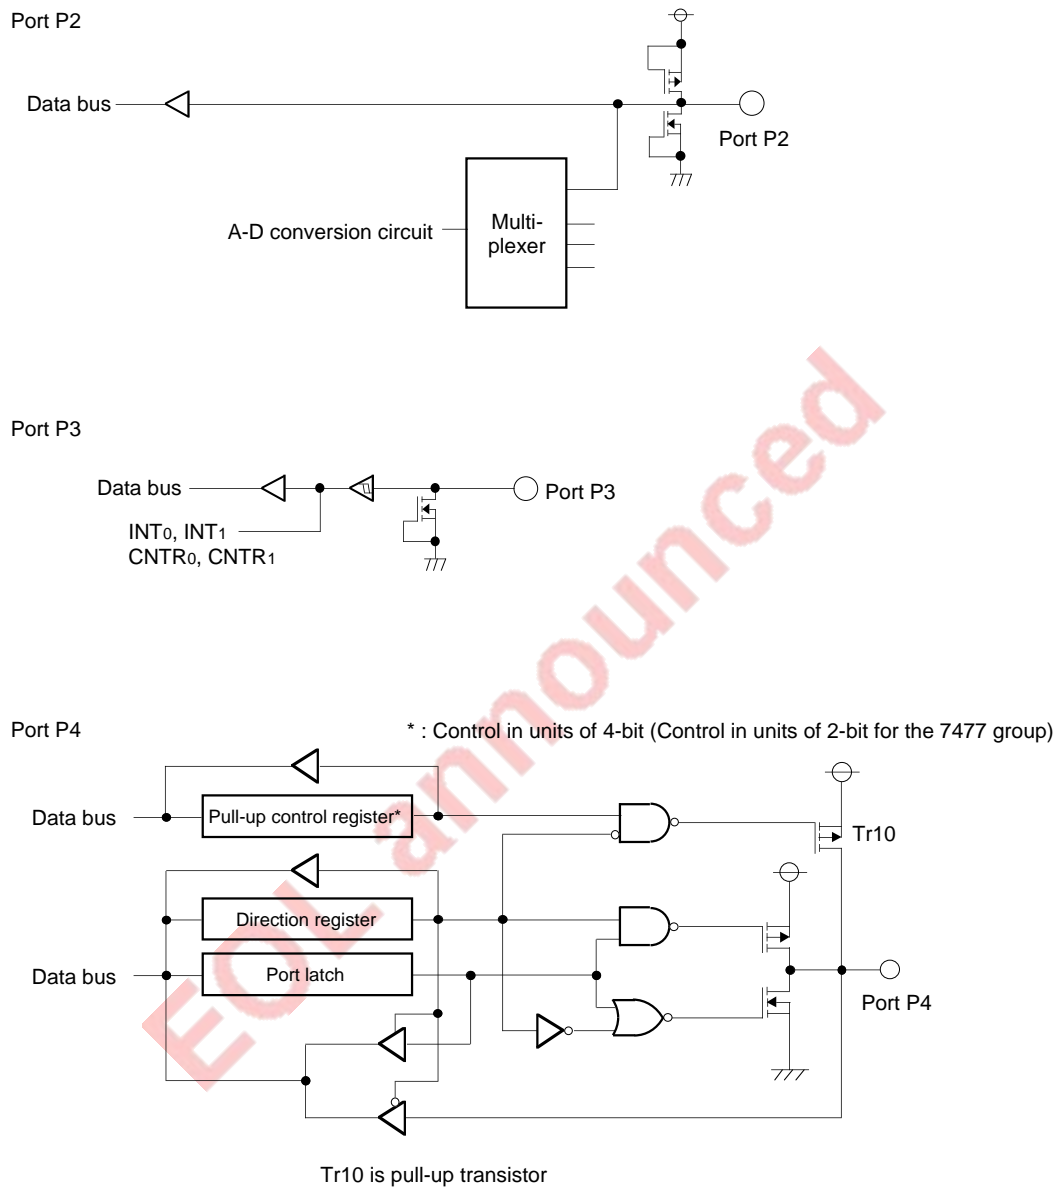 Port P2
Data bus
Port P2
Multi-
plexer
A-D conversion circuit
Port P3
Data bus
Port P3
INT0, INT1
CNTR0, CNTR1
Port P4
* : Control in units of 4-bit (Control in units of 2-bit for the 7477 group)
Data bus
Pull-up control register*
Tr10
Direction register
Data bus
Port latch
Port P4
Tr10 is pull-up transistor
EOL announced